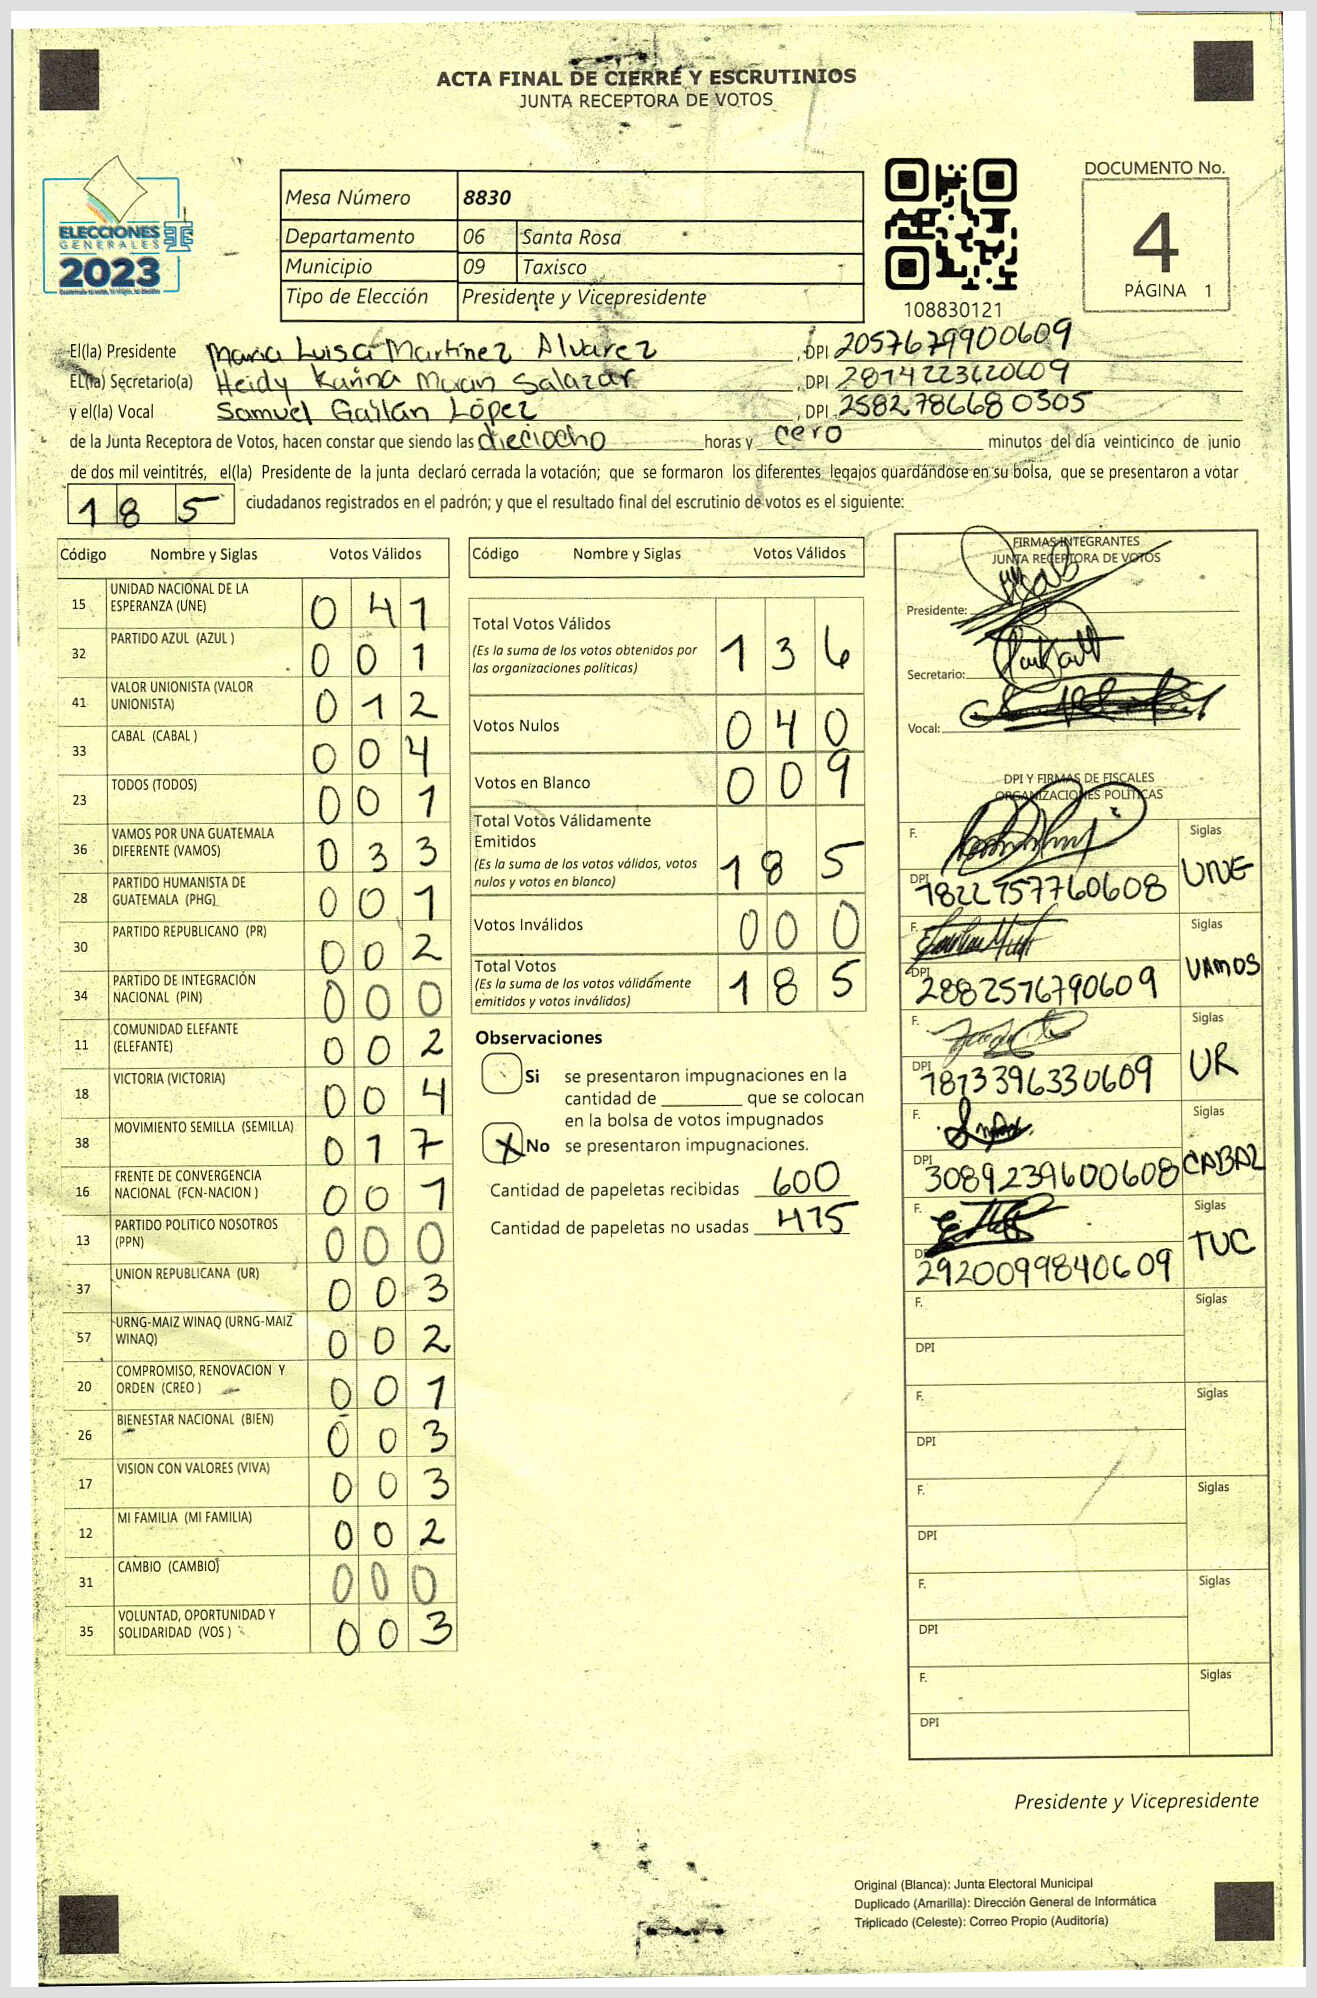 ACTA FINAL DE CIERRE Y ESCRUTINIOS
JUNTA RECEPTORA DE VOTOS
ELECCIONES
GENERALES
2023
Mesa Número 8830
Departamento 06 Santa Rosa
Municipio 09 Taxisco
Tipo de Elección Presidente y Vicepresidente
108830121
DOCUMENTO No.
4
PÁGINA 1
El(la) Presidente Maria Luisa Martínez Alvarez , DPI 2057679900609
EL(la) Secretario(a) Heidy Karina Moran Salazar , DPI 2874223620609
y el(la) Vocal Samuel Gaitán López , DPI 2582786680305
de la Junta Receptora de Votos, hacen constar que siendo las dieciocho horas y cero minutos del día veinticinco de junio
de dos mil veintitrés, el(la) Presidente de la junta declaró cerrada la votación; que se formaron los diferentes legajos guardándose en su bolsa, que se presentaron a votar
185 ciudadanos registrados en el padrón; y que el resultado final del escrutinio de votos es el siguiente:
Código Nombre y Siglas Votos Válidos
15 UNIDAD NACIONAL DE LA ESPERANZA (UNE) 0 4 1
32 PARTIDO AZUL (AZUL ) 0 0 1
41 VALOR UNIONISTA (VALOR UNIONISTA) 0 1 2
33 CABAL (CABAL ) 0 0 4
23 TODOS (TODOS) 0 0 1
36 VAMOS POR UNA GUATEMALA DIFERENTE (VAMOS) 0 3 3
28 PARTIDO HUMANISTA DE GUATEMALA (PHG) 0 0 1
30 PARTIDO REPUBLICANO (PR) 0 0 2
34 PARTIDO DE INTEGRACIÓN NACIONAL (PIN) 0 0 0
11 COMUNIDAD ELEFANTE (ELEFANTE) 0 0 2
18 VICTORIA (VICTORIA) 0 0 4
38 MOVIMIENTO SEMILLA (SEMILLA) 0 1 7
16 FRENTE DE CONVERGENCIA NACIONAL (FCN-NACION ) 0 0 1
13 PARTIDO POLITICO NOSOTROS (PPN) 0 0 0
37 UNION REPUBLICANA (UR) 0 0 3
57 URNG-MAIZ WINAQ (URNG-MAIZ WINAQ) 0 0 2
20 COMPROMISO, RENOVACION Y ORDEN (CREO ) 0 0 1
26 BIENESTAR NACIONAL (BIEN) 0 0 3
17 VISION CON VALORES (VIVA) 0 0 3
12 MI FAMILIA (MI FAMILIA) 0 0 2
31 CAMBIO (CAMBIO) 0 0 0
35 VOLUNTAD, OPORTUNIDAD Y SOLIDARIDAD (VOS ) 0 0 3
Código Nombre y Siglas Votos Válidos
Total Votos Válidos 1 3 6
(Es la suma de los votos obtenidos por
las organizaciones políticas)
Votos Nulos 0 4 0
Votos en Blanco 0 0 9
Total Votos Válidamente
Emitidos 1 8 5
(Es la suma de los votos válidos, votos
nulos y votos en blanco)
Votos Inválidos 0 0 0
Total Votos 1 8 5
(Es la suma de los votos válidamente
emitidos y votos inválidos)
Observaciones
Si se presentaron impugnaciones en la
cantidad de ________ que se colocan
en la bolsa de votos impugnados
X No se presentaron impugnaciones.
Cantidad de papeletas recibidas 600
Cantidad de papeletas no usadas 415
FIRMAS INTEGRANTES
JUNTA RECEPTORA DE VOTOS
Presidente:
Secretario:
Vocal:
DPI Y FIRMAS DE FISCALES
ORGANIZACIONES POLÍTICAS
F. Siglas
DPI 1822757760608 UNE
F. Siglas
DPI 2882576790609 VAMOS
F. Siglas
DPI 1873396330609 UR
F. Siglas
DPI 3089239600608 CABAL
F. Siglas
DPI 2920099840609 TUC
F. Siglas
DPI
F. Siglas
DPI
F. Siglas
DPI
F. Siglas
DPI
F. Siglas
DPI
Presidente y Vicepresidente
Original (Blanca): Junta Electoral Municipal
Duplicado (Amarilla): Dirección General de Informática
Triplicado (Celeste): Correo Propio (Auditoría)